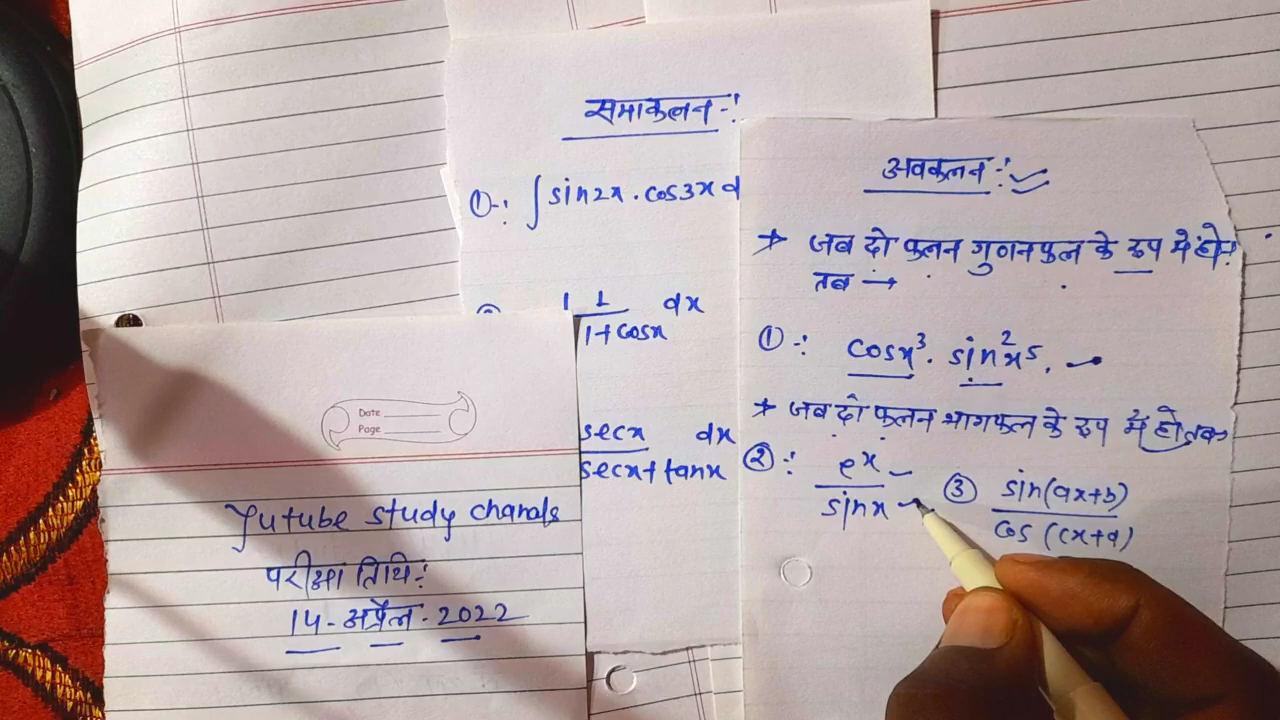 समाकलन -:
①-: ∫ sin2x . cos3x d
1/(1+cosx) dx
secx/(secx+tanx) dx
Date
Page
Yutube study chanals
परीक्षा तिथि -:
14 - अप्रैल - 2022
अवकलन -:
* जब दो फलन गुणनफल के रूप में हो -:
तब →
① -: cosx³ . sin²x⁵ .
* जब दो फलन भागफल के रूप में हो तब
② -: eˣ/sinx ③ sin(ax+b)/cos(cx+d)